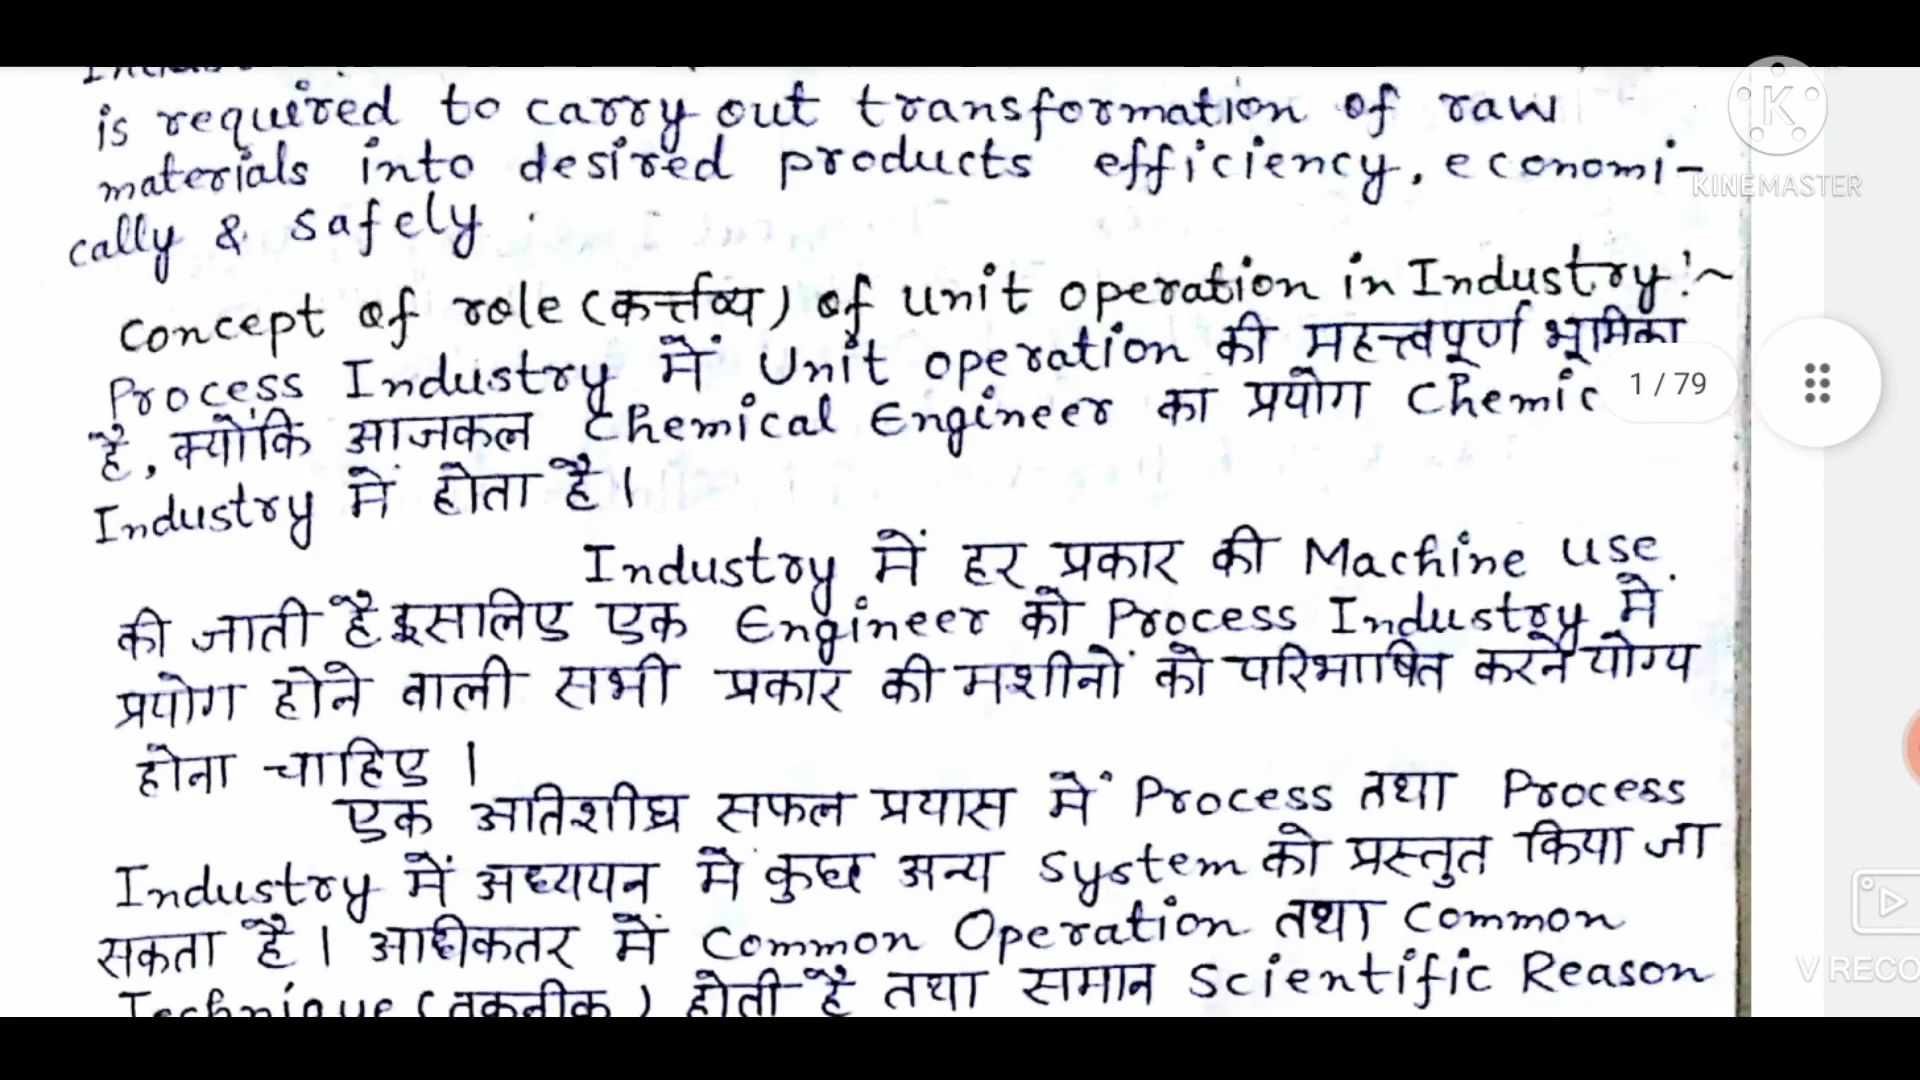 is required to carry out transformation of raw
materials into desired products efficiency, economi-
cally & safely
Concept of role (कर्त्तव्य) of unit operation in Industry:~
Process Industry में Unit operation की महत्त्वपूर्ण भूमिका
है, क्योंकि आजकल Chemical Engineer का प्रयोग Chemic
Industry में होता है।
Industry में हर प्रकार की Machine use
की जाती है इसलिए एक Engineer को Process Industry में
प्रयोग होने वाली सभी प्रकार की मशीनों को परिभाषित करने योग्य
होना चाहिए।
एक अतिशीघ्र सफल प्रयास में Process तथा Process
Industry में अध्ययन में कुछ अन्य System को प्रस्तुत किया जा
सकता है। अधिकतर में Common Operation तथा Common
Technique (तकनीक) होती है तथा समान Scientific Reason
K
KINEMASTER
1 / 79
V RECO